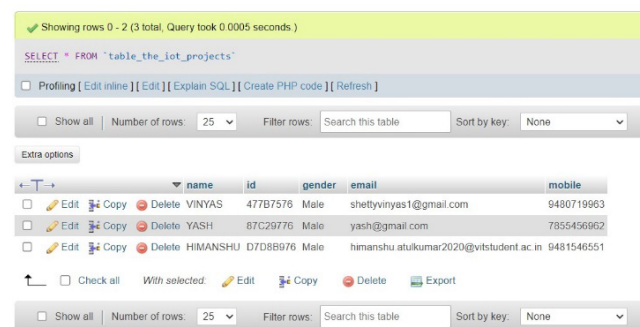 Showing rows 0 - 2 (3 total, Query took 0.0005 seconds.)
SELECT * FROM `table_the_iot_projects`
Profiling [ Edit inline ] [ Edit ] [ Explain SQL ] [ Create PHP code ] [ Refresh ]
Show all | Number of rows: 25 Filter rows: Search this table Sort by key: None
Extra options
name id gender email mobile
Edit Copy Delete VINYAS 477B7576 Male shettyvinyas1@gmail.com 9480719963
Edit Copy Delete YASH 87C29776 Male yash@gmail.com 7855456962
Edit Copy Delete HIMANSHU D7D8B976 Male himanshu.atulkumar2020@vitstudent.ac.in 9481546551
Check all With selected: Edit Copy Delete Export
Show all | Number of rows: 25 Filter rows: Search this table Sort by key: None